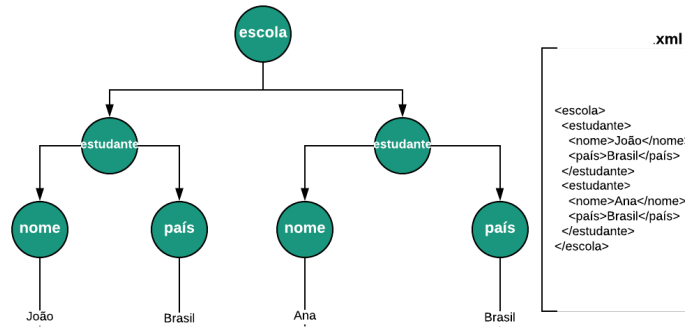 escola
.xml
estudante
estudante
nome
país
nome
país
João
Brasil
Ana
Brasil
<escola>
<estudante>
<nome>João</nome>
<país>Brasil</país>
</estudante>
<estudante>
<nome>Ana</nome>
<país>Brasil</país>
</estudante>
</escola>